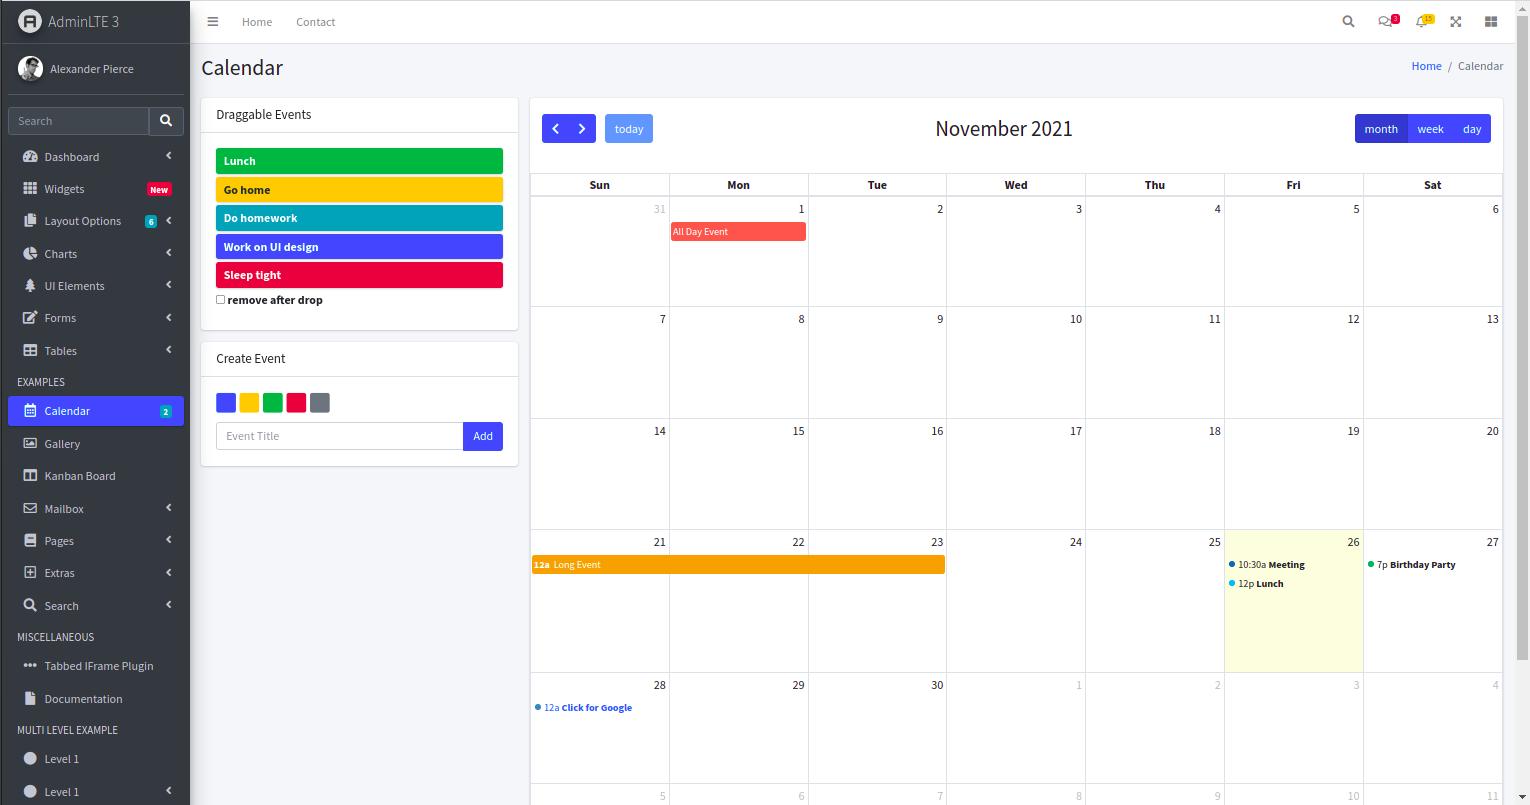 AdminLTE 3
Alexander Pierce
Search
Dashboard
Widgets New
Layout Options 6
Charts
UI Elements
Forms
Tables
EXAMPLES
Calendar 2
Gallery
Kanban Board
Mailbox
Pages
Extras
Search
MISCELLANEOUS
Tabbed IFrame Plugin
Documentation
MULTI LEVEL EXAMPLE
Level 1
Level 1
Home Contact
3 15
Calendar
Home / Calendar
Draggable Events
Lunch
Go home
Do homework
Work on UI design
Sleep tight
remove after drop
Create Event
Event Title Add
today
November 2021
month week day
Sun Mon Tue Wed Thu Fri Sat
31 1 2 3 4 5 6
All Day Event
7 8 9 10 11 12 13
14 15 16 17 18 19 20
21 22 23 24 25 26 27
12a Long Event 10:30a Meeting 7p Birthday Party
12p Lunch
28 29 30 1 2 3 4
12a Click for Google
5 6 7 8 9 10 11